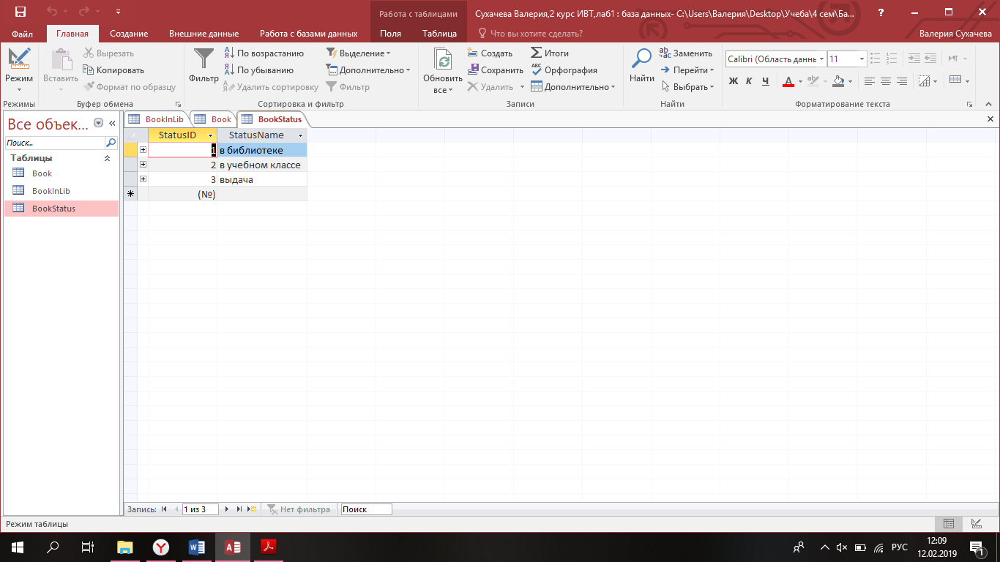 Работа с таблицами
Сухачева Валерия,2 курс ИВТ,лаб1 : база данных- C:\Users\Валерия\Desktop\Учеба\4 сем\Ба...
?
Файл Главная Создание Внешние данные Работа с базами данных Поля Таблица Что вы хотите сделать? Валерия Сухачева
Вырезать По возрастанию Выделение Создать Итоги Заменить Calibri (Область данны 11
Режим Вставить Копировать Фильтр По убыванию Дополнительно Обновить все Сохранить Орфография Найти Перейти Ж К Ч А
Формат по образцу Удалить сортировку Фильтр Удалить Дополнительно Выбрать
Режимы Буфер обмена Сортировка и фильтр Записи Найти Форматирование текста
Все объек... «
Поиск...
Таблицы
Book
BookInLib
BookStatus
BookInLib Book BookStatus
StatusID StatusName
1 в библиотеке
2 в учебном классе
3 выдача
(№)
Запись: 1 из 3 Нет фильтра Поиск
Режим таблицы
РУС 12:09
12.02.2019
1